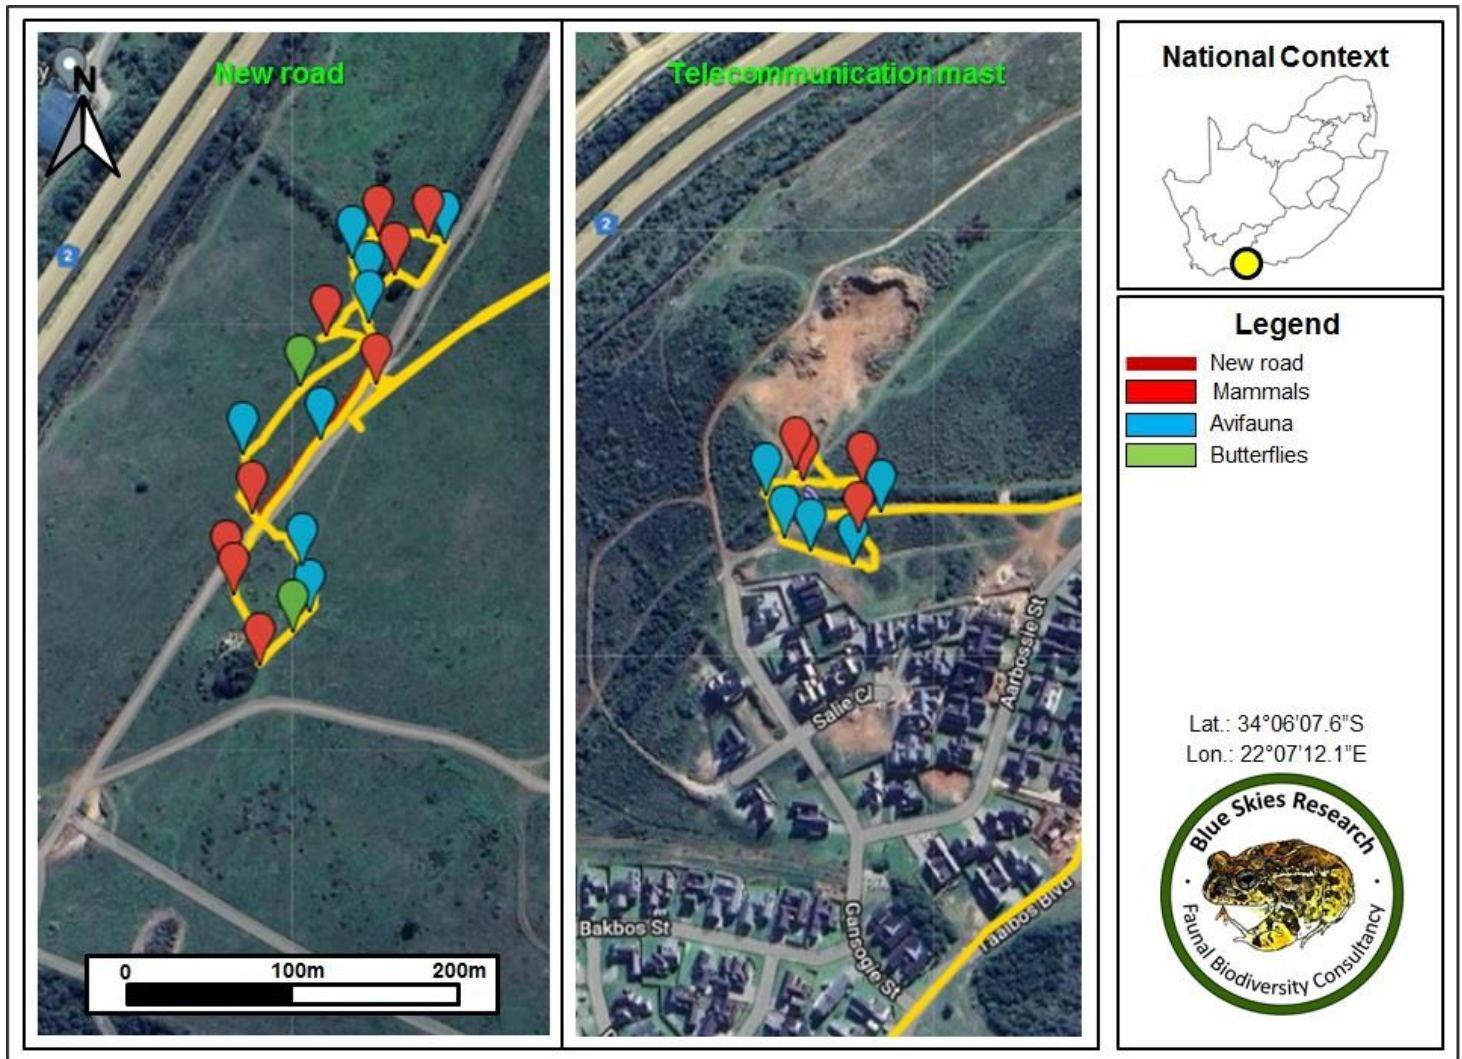 New road
N
y
2
0
100m
200m
Telecommunication mast
2
Salie Cl
Aarbossie St
Bakbos St
Gansogie St
Taaibos Blvd
National Context
Legend
New road
Mammals
Avifauna
Butterflies
Lat.: 34°06’07.6”S
Lon.: 22°07’12.1”E
Blue Skies Research
Faunal Biodiversity Consultancy